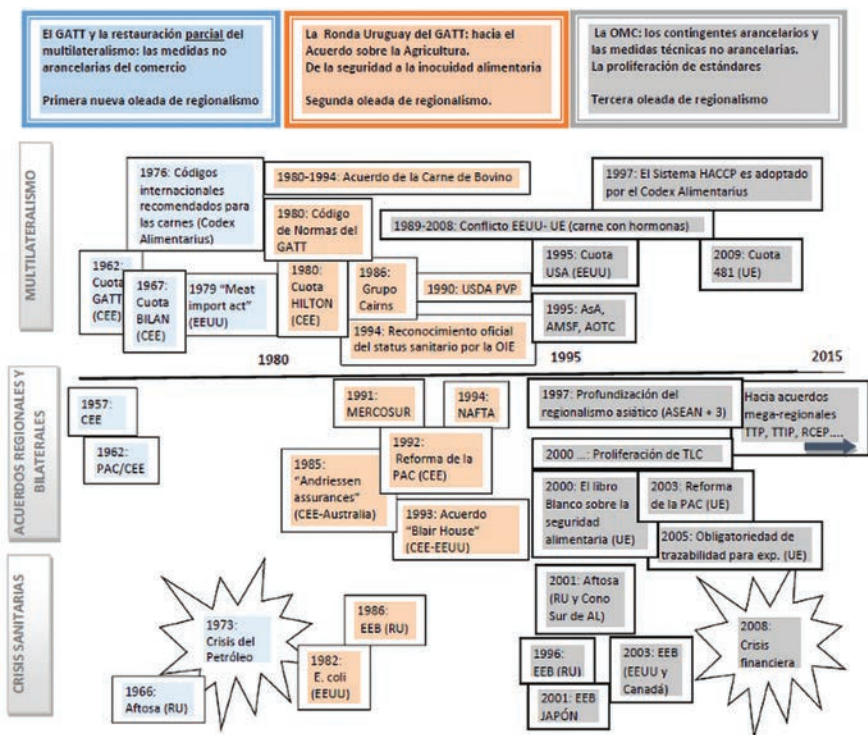 El GATT y la restauración parcial del
multilateralismo: las medidas no
arancelarias del comercio
Primera nueva oleada de regionalismo
La Ronda Uruguay del GATT: hacia el
Acuerdo sobre la Agricultura.
De la seguridad a la inocuidad alimentaria
Segunda oleada de regionalismo.
La OMC: los contingentes arancelarios y
las medidas técnicas no arancelarias.
La proliferación de estándares
Tercera oleada de regionalismo
MULTILATERALISMO
1976: Códigos
internacionales
recomendados para
las carnes (Codex
Alimentarius)
1980-1994: Acuerdo de la Carne de Bovino
1997: El Sistema HACCP es adoptado
por el Codex Alimentarius
1980: Código
de Normas del
GATT
1989-2008: Conflicto EEUU- UE (carne con hormonas)
1962:
Cuota
GATT
(CEE)
1967:
Cuota
BILAN
(CEE)
1979 “Meat
import act”
(EEUU)
1980:
Cuota
HILTON
(CEE)
1986:
Grupo
Cairns
1990: USDA PVP
1995: Cuota
USA (EEUU)
2009: Cuota
481 (UE)
1994: Reconocimiento oficial
del status sanitario por la OIE
1995: AsA,
AMSF, AOTC
1980
1995
2015
ACUERDOS REGIONALES Y
BILATERALES
1957:
CEE
1962:
PAC/CEE
1991:
MERCOSUR
1994:
NAFTA
1992:
Reforma de la
PAC (CEE)
1985:
“Andriessen
assurances”
(CEE-Australia)
1993: Acuerdo
“Blair House”
(CEE-EEUU)
1997: Profundización del
regionalismo asiático (ASEAN + 3)
Hacia acuerdos
mega-regionales
TTP, TTIP, RCEP....
2000 ...: Proliferación de TLC
2000: El libro
Blanco sobre la
seguridad
alimentaria (UE)
2003: Reforma
de la PAC (UE)
2005: Obligatoriedad de
trazabilidad para exp. (UE)
CRISIS SANITARIAS
1973:
Crisis del
Petróleo
1966:
Aftosa (RU)
1986:
EEB (RU)
1982:
E. coli
(EEUU)
2001: Aftosa
(RU y Cono
Sur de AL)
1996:
EEB (RU)
2003: EEB
(EEUU y
Canadá)
2001: EEB
JAPÓN
2008:
Crisis
financiera